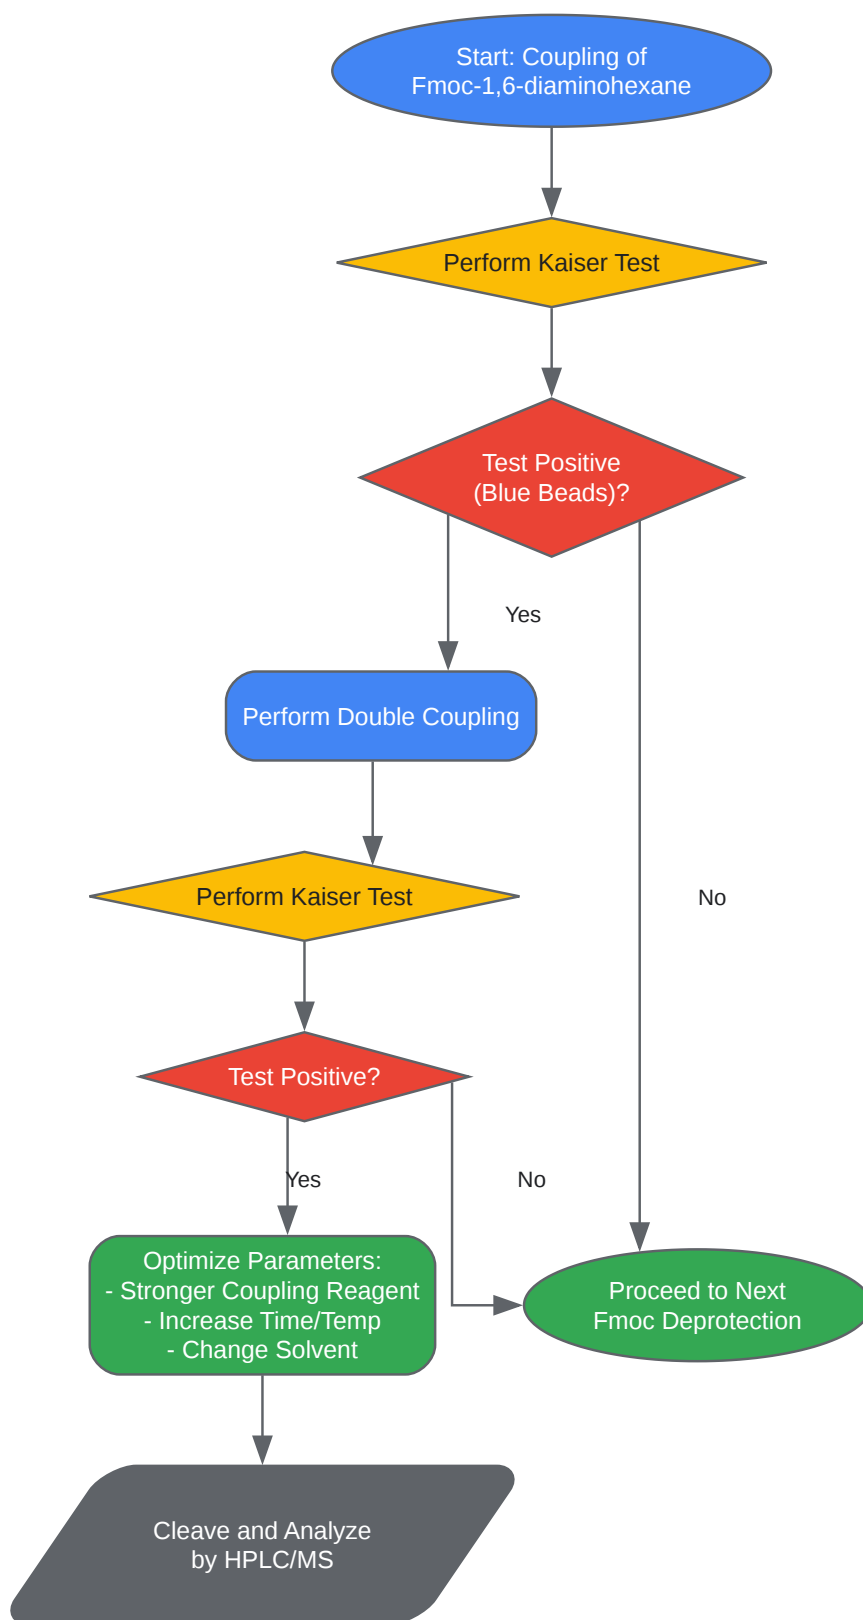 Start: Coupling of
Fmoc-1,6-diaminohexane
Perform Kaiser Test
Test Positive
(Blue Beads)?
Yes
Perform Double Coupling
Perform Kaiser Test
No
Test Positive?
Yes
No
Optimize Parameters:
- Stronger Coupling Reagent
- Increase Time/Temp
- Change Solvent
Proceed to Next
Fmoc Deprotection
Cleave and Analyze
by HPLC/MS